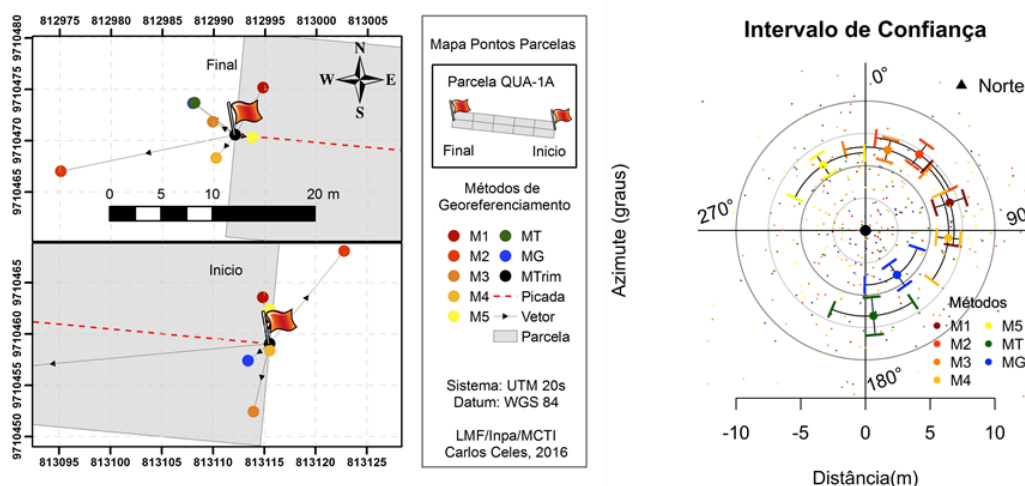 812975 812980 812985 812990 812995 813000 813005
9710480
9710475
9710470
9710465
Final
N
W E
S
0 5 10 20 m
Inicio
9710465
9710460
9710455
9710450
813095 813100 813105 813110 813115 813120 813125
Mapa Pontos Parcelas
Parcela QUA-1A
Final Inicio
Métodos de
Georeferenciamento
M1 MT
M2 MG
M3 MTrim
M4 Picada
M5 Vetor
Parcela
Sistema: UTM 20s
Datum: WGS 84
LMF/Inpa/MCTI
Carlos Celes, 2016
Intervalo de Confiança
.0°
Norte
270°
90
180°
Azimute (graus)
Métodos
M1 M5
M2 MT
M3 MG
M4
-10 -5 0 5 10
Distância(m)